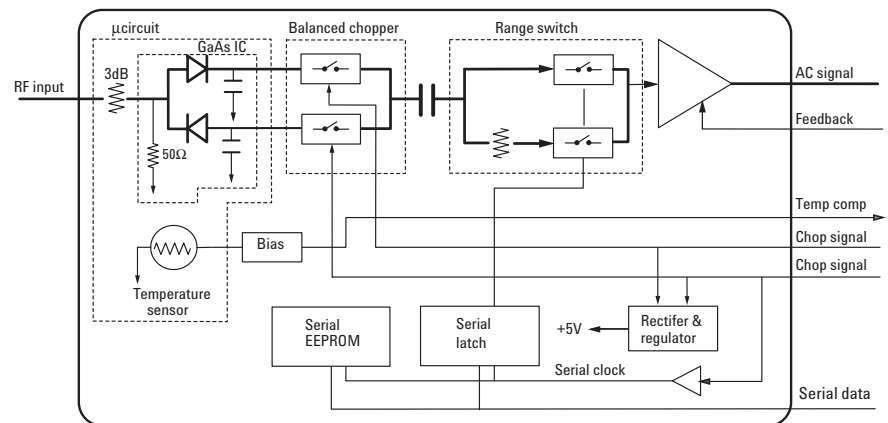 μcircuit
Balanced chopper
Range switch
GaAs IC
RF input
3dB
AC signal
Feedback
50Ω
Temp comp
Bias
Chop signal
Chop signal
Temperature
sensor
Serial
EEPROM
Serial
latch
+5V
Rectifer &
regulator
Serial clock
Serial data